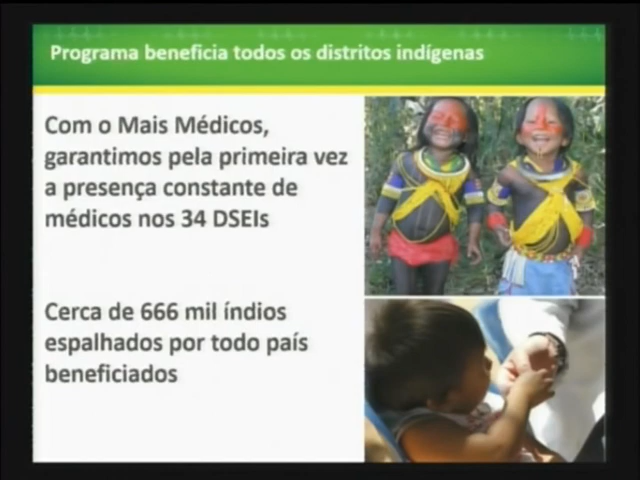 Programa beneficia todos os distritos indígenas
Com o Mais Médicos,
garantimos pela primeira vez
a presença constante de
médicos nos 34 DSEIs
Cerca de 666 mil índios
espalhados por todo país
beneficiados